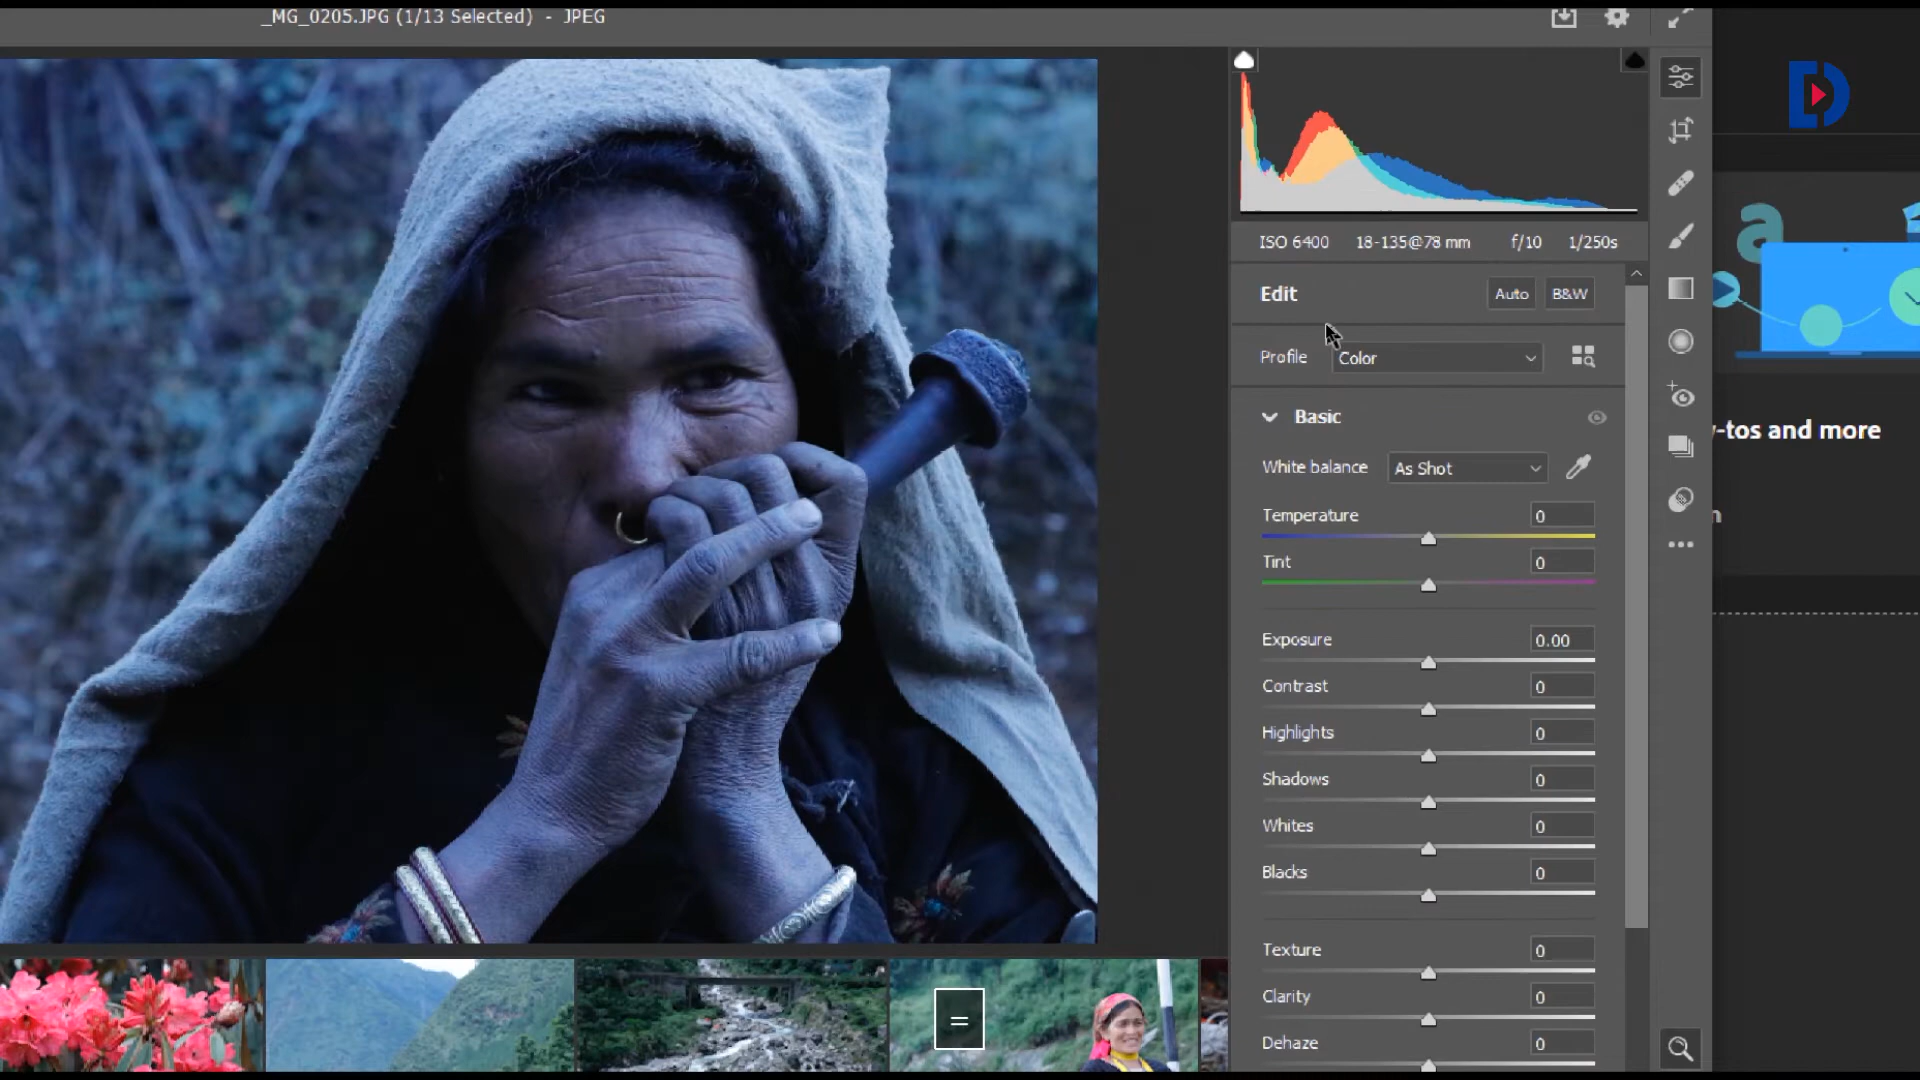 _MG_0205.JPG (1/13 Selected) - JPEG
ISO 6400 18-135@78 mm f/10 1/250s
Edit Auto B&W
Profile Color
Basic
White balance As Shot
Temperature 0
Tint 0
Exposure 0.00
Contrast 0
Highlights 0
Shadows 0
Whites 0
Blacks 0
Texture 0
Clarity 0
Dehaze 0
a
-tos and more
n